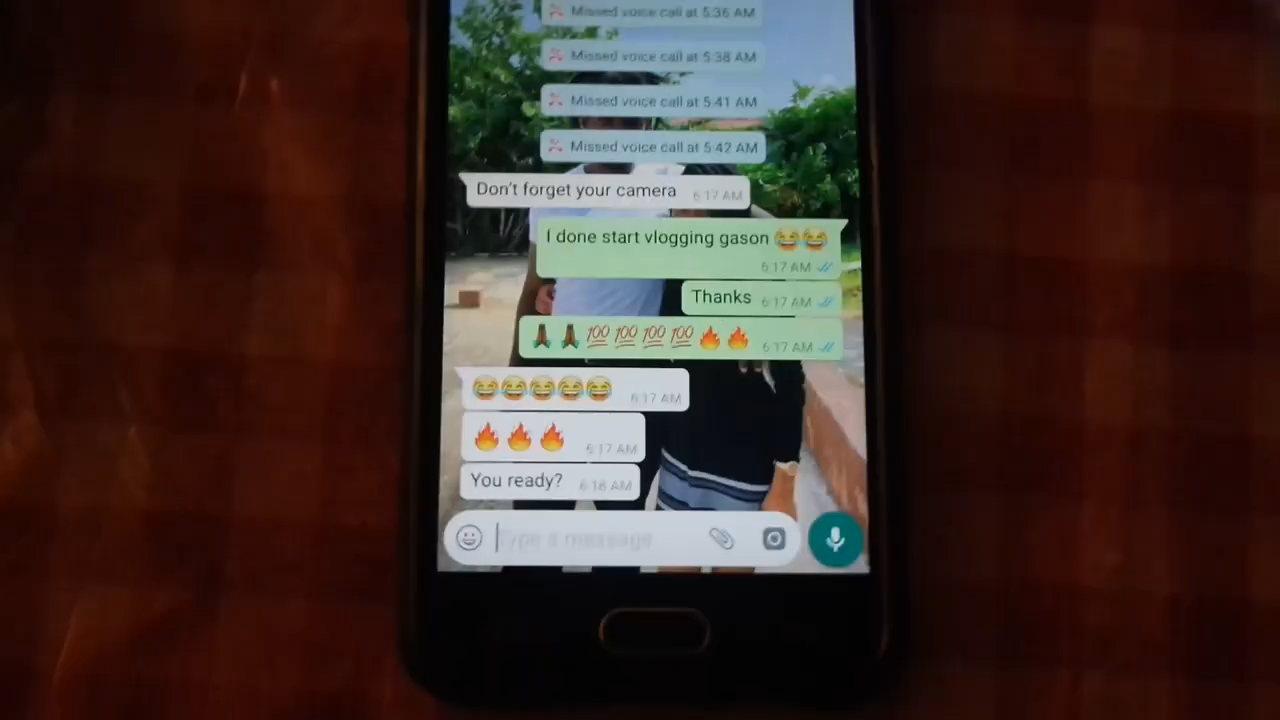 Missed voice call at 5:36 AM
Missed voice call at 5:38 AM
Missed voice call at 5:41 AM
Missed voice call at 5:42 AM
Don't forget your camera 6:17 AM
I done start vlogging gason 😂😂
6:17 AM
Thanks 6:17 AM
🙏🏿🙏🏿💯💯💯💯🔥🔥 6:17 AM
😂😂😂😂😂 6:17 AM
🔥🔥🔥 6:17 AM
You ready? 6:18 AM
Type a message